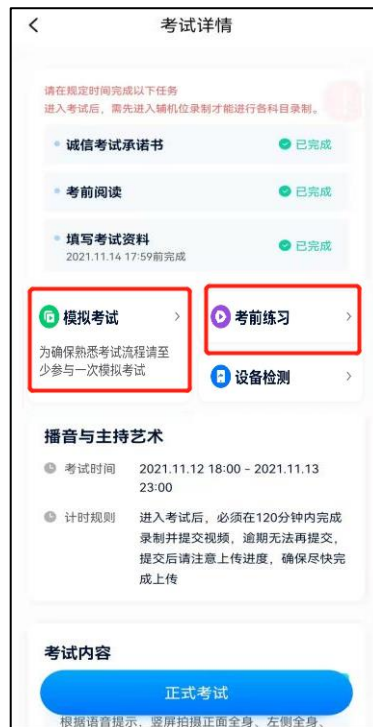 考试详情
请在规定时间完成以下任务
进入考试后，需先进入辅机位录制才能进行各科目录制。
诚信考试承诺书 已完成
考前阅读 已完成
填写考试资料
2021.11.14 17:59前完成
已完成
模拟考试
为确保熟悉考试流程请至
少参与一次模拟考试
考前练习
设备检测
播音与主持艺术
考试时间 2021.11.12 18:00 - 2021.11.13
23:00
计时规则 进入考试后，必须在120分钟内完成
录制并提交视频，逾期无法再提交，
提交后请注意上传进度，确保尽快完
成上传
考试内容
正式考试
根据语音提示，竖屏拍摄正面全身、左侧全身、